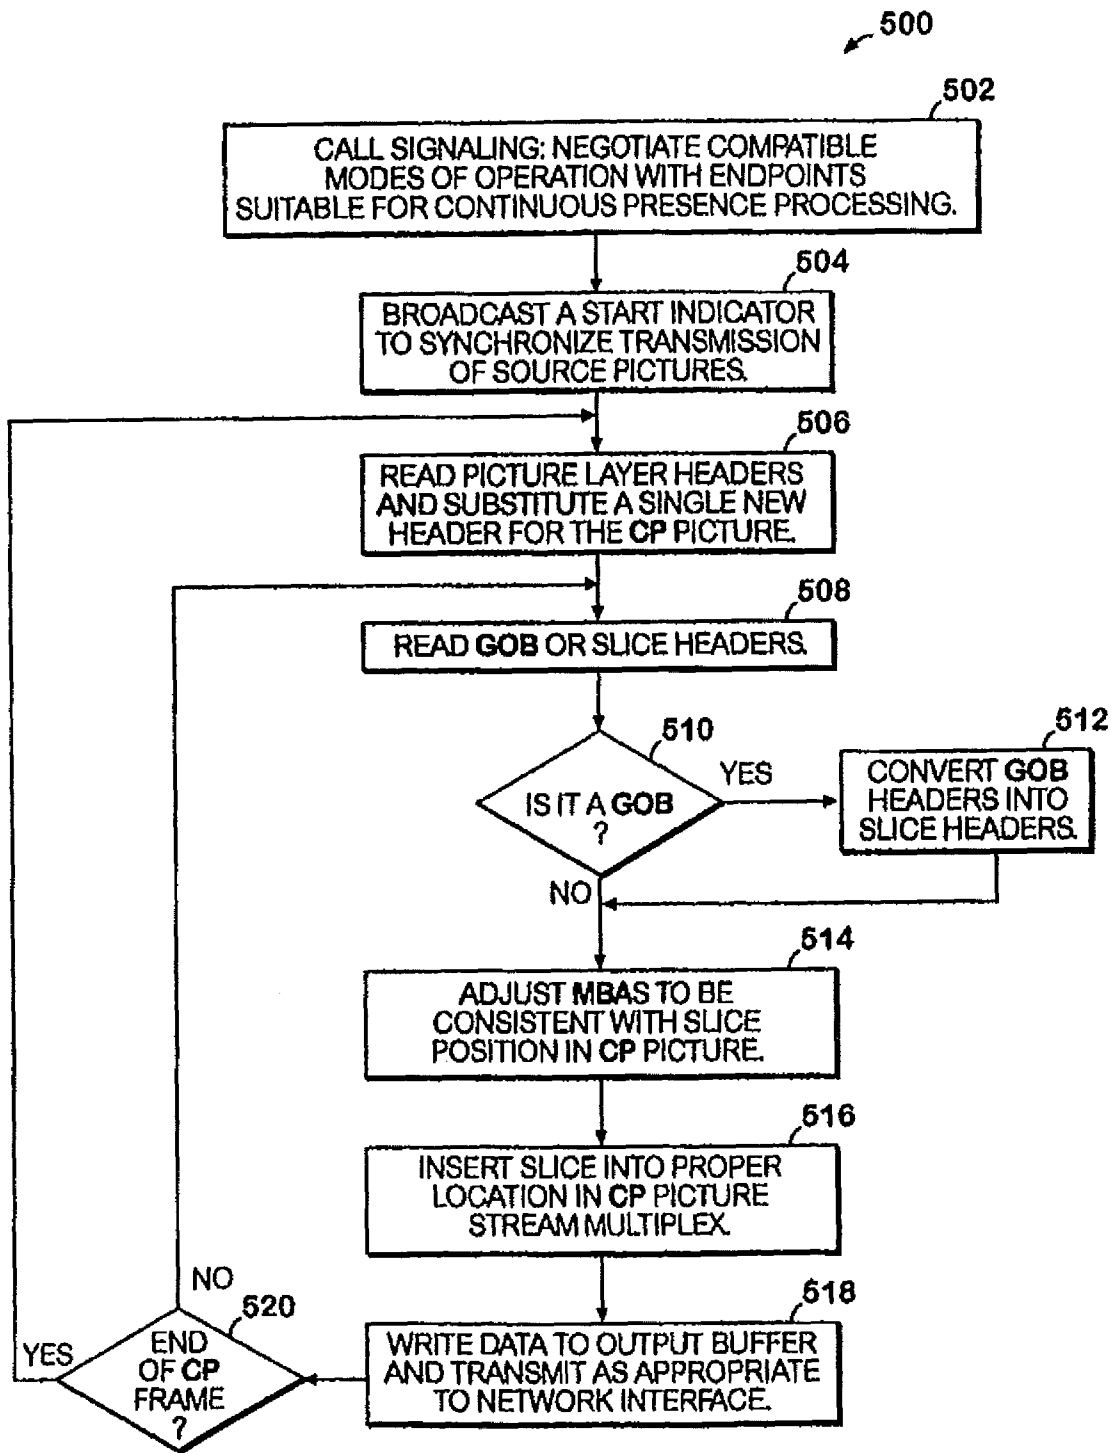 500
502
CALL SIGNALING: NEGOTIATE COMPATIBLE
MODES OF OPERATION WITH ENDPOINTS
SUITABLE FOR CONTINUOUS PRESENCE PROCESSING.
504
BROADCAST A START INDICATOR
TO SYNCHRONIZE TRANSMISSION
OF SOURCE PICTURES.
506
READ PICTURE LAYER HEADERS
AND SUBSTITUTE A SINGLE NEW
HEADER FOR THE CP PICTURE.
508
READ GOB OR SLICE HEADERS.
510
IS IT A GOB
?
YES
512
CONVERT GOB
HEADERS INTO
SLICE HEADERS.
NO
514
ADJUST MBAS TO BE
CONSISTENT WITH SLICE
POSITION IN CP PICTURE.
516
INSERT SLICE INTO PROPER
LOCATION IN CP PICTURE
STREAM MULTIPLEX.
518
WRITE DATA TO OUTPUT BUFFER
AND TRANSMIT AS APPROPRIATE
TO NETWORK INTERFACE.
520
END
OF CP
FRAME
?
NO
YES